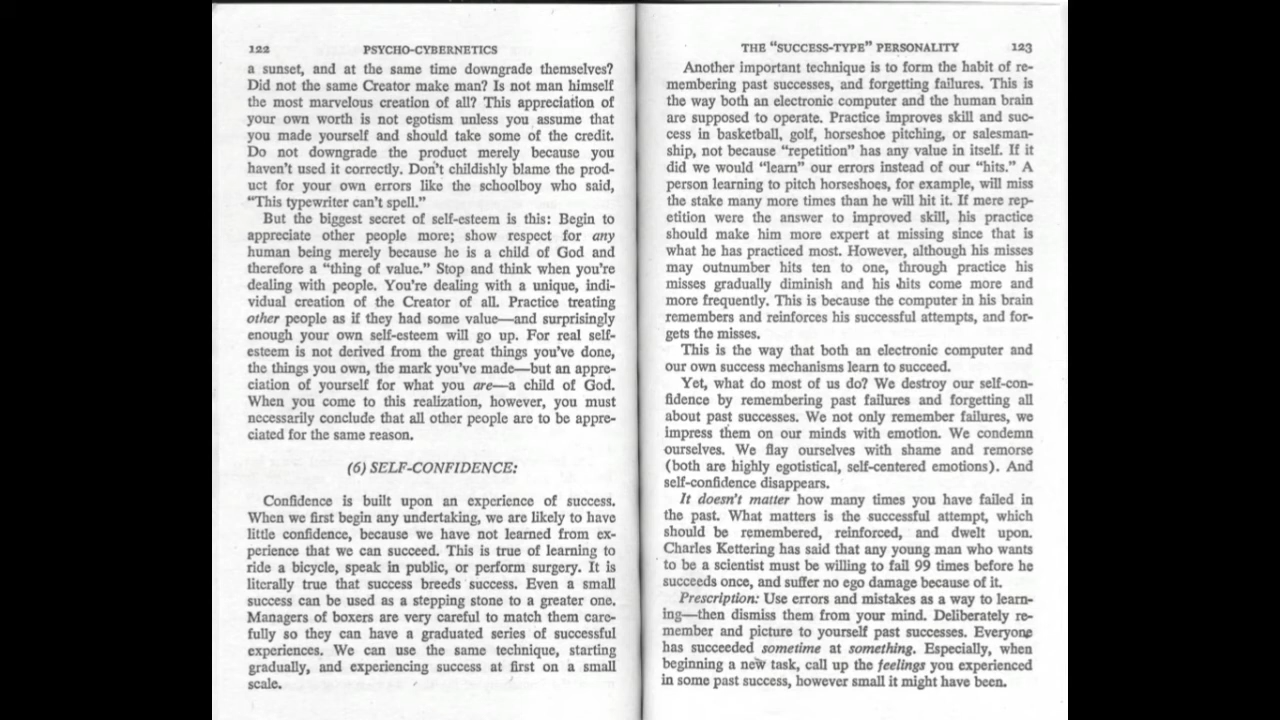 122 PSYCHO-CYBERNETICS
a sunset, and at the same time downgrade themselves?
Did not the same Creator make man? Is not man himself
the most marvelous creation of all? This appreciation of
your own worth is not egotism unless you assume that
you made yourself and should take some of the credit.
Do not downgrade the product merely because you
haven't used it correctly. Don't childishly blame the prod-
uct for your own errors like the schoolboy who said,
"This typewriter can't spell."
But the biggest secret of self-esteem is this: Begin to
appreciate other people more; show respect for any
human being merely because he is a child of God and
therefore a "thing of value." Stop and think when you're
dealing with people. You're dealing with a unique, indi-
vidual creation of the Creator of all. Practice treating
other people as if they had some value—and surprisingly
enough your own self-esteem will go up. For real self-
esteem is not derived from the great things you've done,
the things you own, the mark you've made—but an appre-
ciation of yourself for what you are—a child of God.
When you come to this realization, however, you must
necessarily conclude that all other people are to be appre-
ciated for the same reason.
(6) SELF-CONFIDENCE:
Confidence is built upon an experience of success.
When we first begin any undertaking, we are likely to have
little confidence, because we have not learned from ex-
perience that we can succeed. This is true of learning to
ride a bicycle, speak in public, or perform surgery. It is
literally true that success breeds success. Even a small
success can be used as a stepping stone to a greater one.
Managers of boxers are very careful to match them care-
fully so they can have a graduated series of successful
experiences. We can use the same technique, starting
gradually, and experiencing success at first on a small
scale.
THE "SUCCESS-TYPE" PERSONALITY 123
Another important technique is to form the habit of re-
membering past successes, and forgetting failures. This is
the way both an electronic computer and the human brain
are supposed to operate. Practice improves skill and suc-
cess in basketball, golf, horseshoe pitching, or salesman-
ship, not because "repetition" has any value in itself. If it
did we would "learn" our errors instead of our "hits." A
person learning to pitch horseshoes, for example, will miss
the stake many more times than he will hit it. If mere rep-
etition were the answer to improved skill, his practice
should make him more expert at missing since that is
what he has practiced most. However, although his misses
may outnumber hits ten to one, through practice his
misses gradually diminish and his hits come more and
more frequently. This is because the computer in his brain
remembers and reinforces his successful attempts, and for-
gets the misses.
This is the way that both an electronic computer and
our own success mechanisms learn to succeed.
Yet, what do most of us do? We destroy our self-con-
fidence by remembering past failures and forgetting all
about past successes. We not only remember failures, we
impress them on our minds with emotion. We condemn
ourselves. We flay ourselves with shame and remorse
(both are highly egotistical, self-centered emotions). And
self-confidence disappears.
It doesn't matter how many times you have failed in
the past. What matters is the successful attempt, which
should be remembered, reinforced, and dwelt upon.
Charles Kettering has said that any young man who wants
to be a scientist must be willing to fail 99 times before he
succeeds once, and suffer no ego damage because of it.
Prescription: Use errors and mistakes as a way to learn-
ing—then dismiss them from your mind. Deliberately re-
member and picture to yourself past successes. Everyone
has succeeded sometime at something. Especially, when
beginning a new task, call up the feelings you experienced
in some past success, however small it might have been.